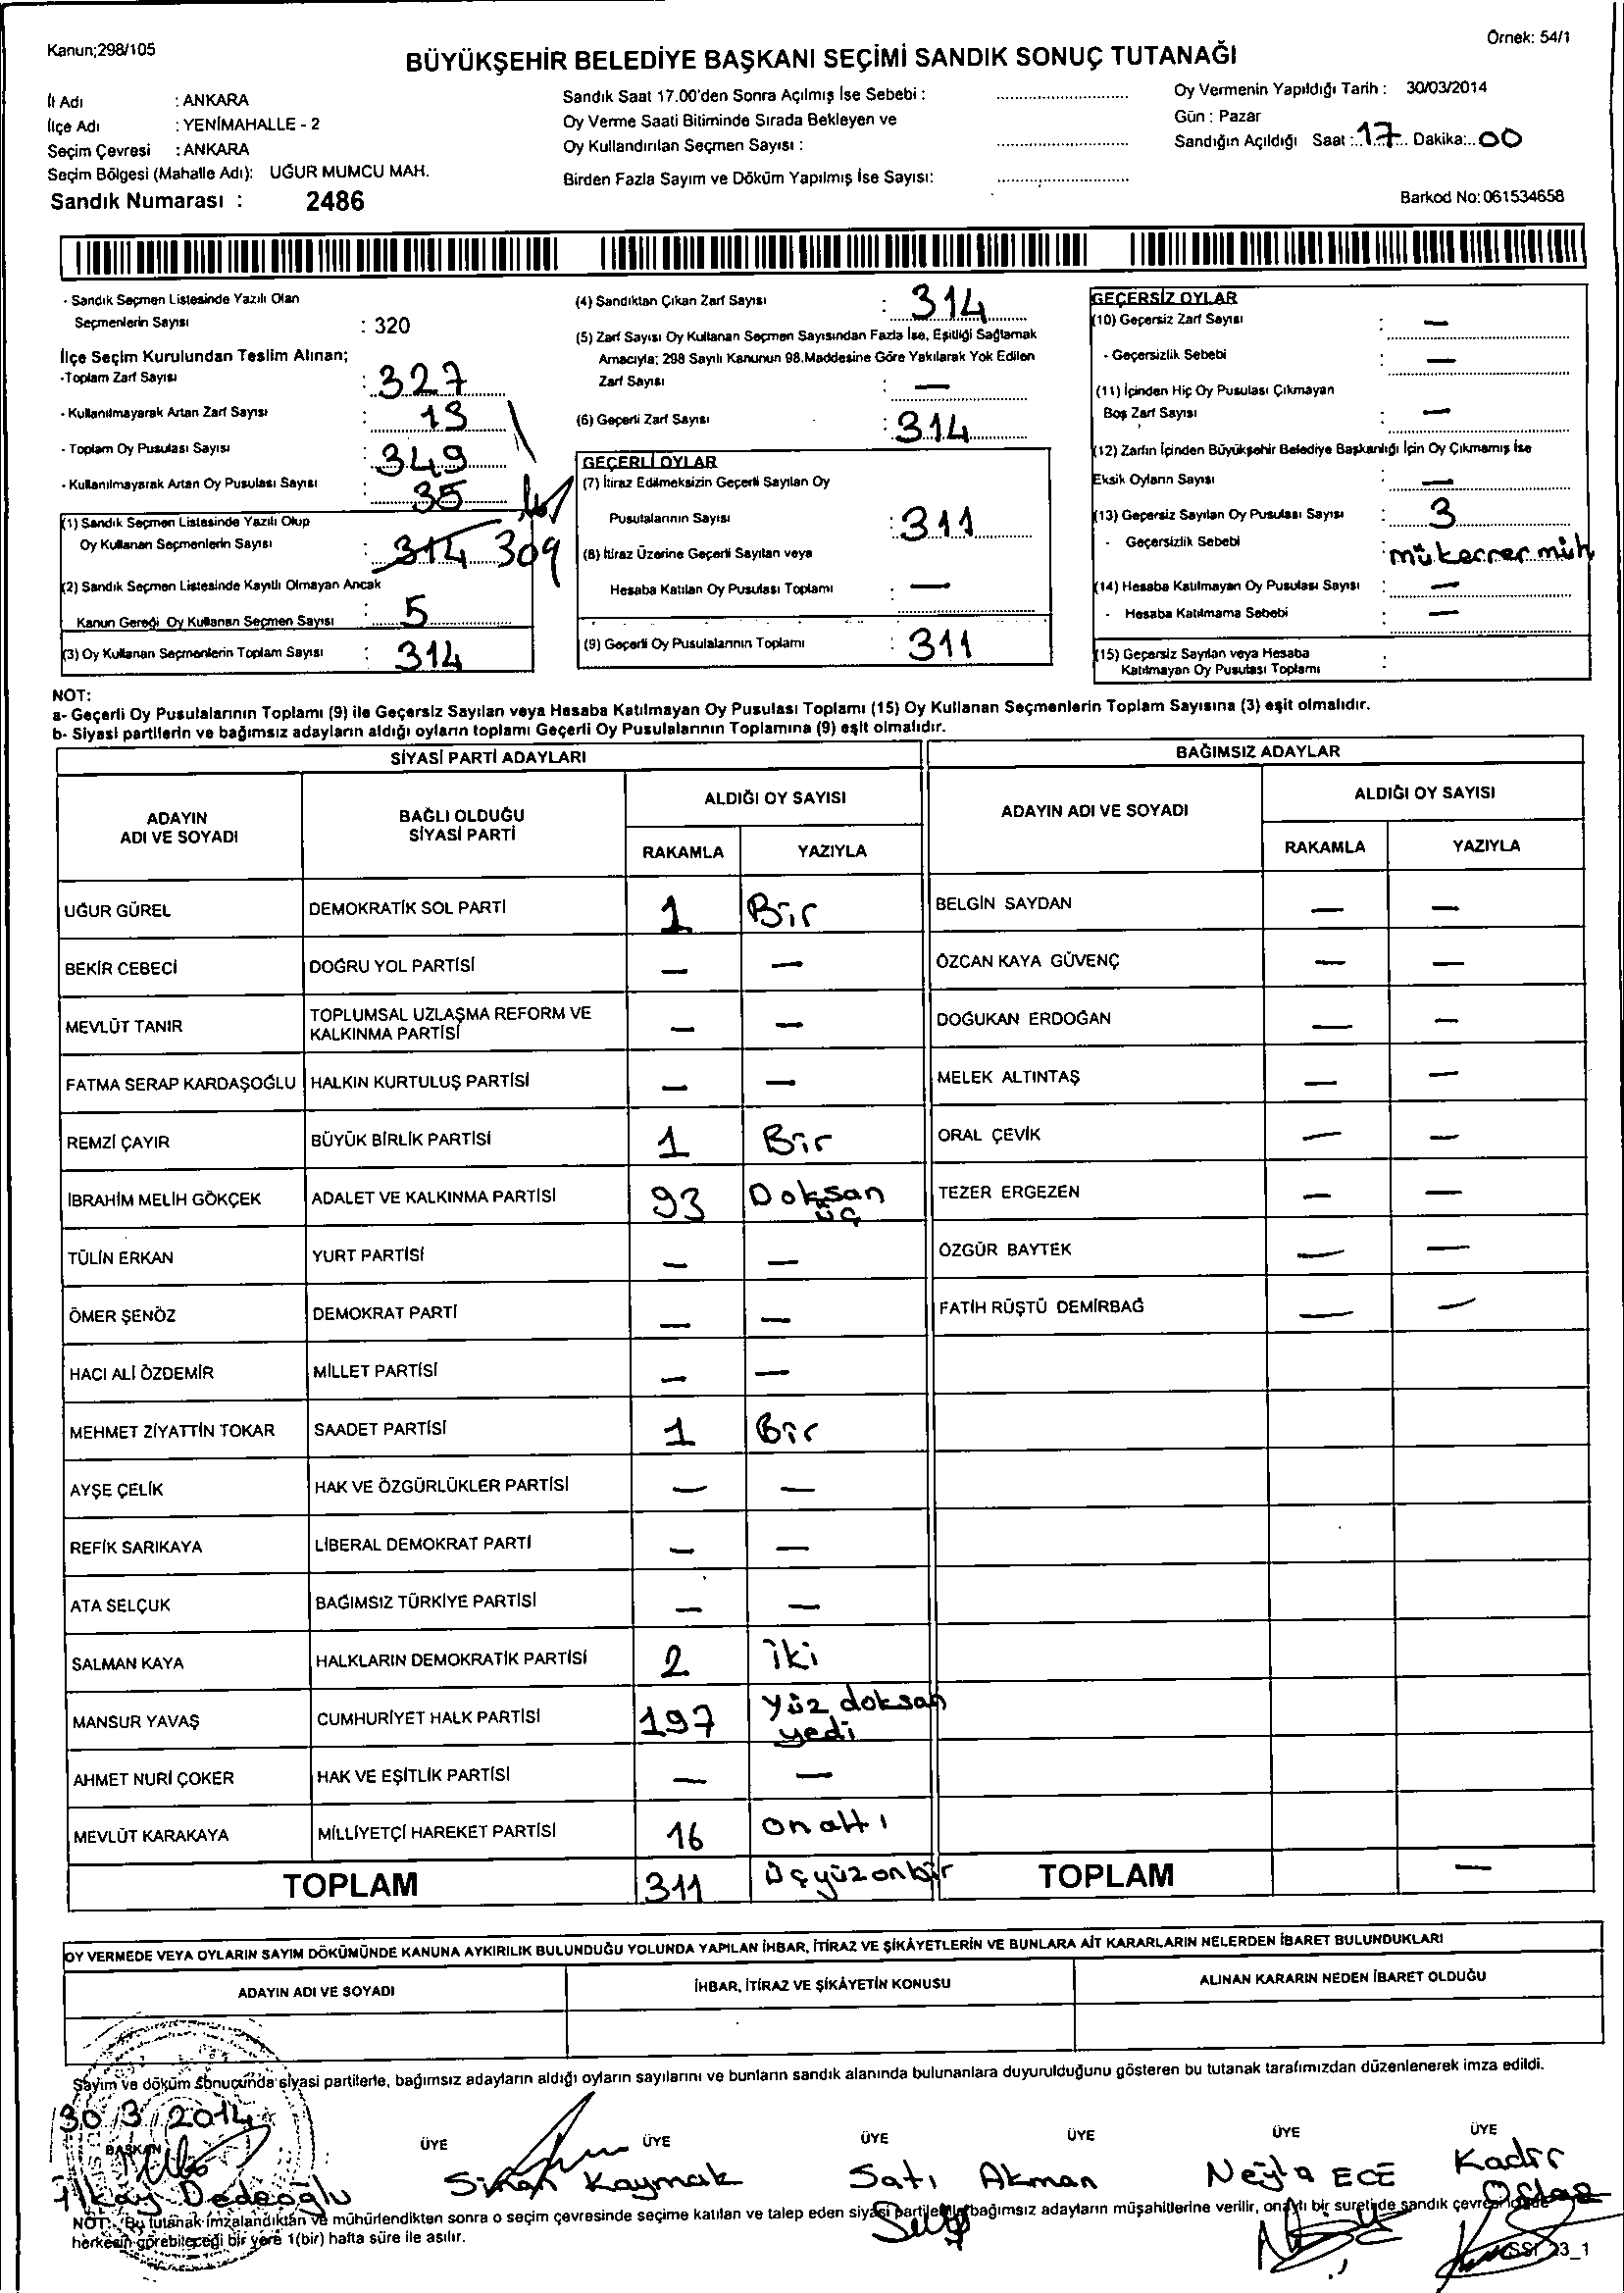 Kanun;298/105
Örnek: 54/1
BÜYÜKŞEHİR BELEDİYE BAŞKANI SEÇİMİ SANDIK SONUÇ TUTANAĞI
İl Adı : ANKARA
İlçe Adı : YENİMAHALLE - 2
Seçim Çevresi : ANKARA
Seçim Bölgesi (Mahalle Adı): UĞUR MUMCU MAH.
Sandık Numarası : 2486
Sandık Saat 17.00'den Sonra Açılmış İse Sebebi :
Oy Verme Saati Bitiminde Sırada Bekleyen ve
Oy Kullandırılan Seçmen Sayısı :
Birden Fazla Sayım ve Döküm Yapılmış İse Sayısı:
Oy Vermenin Yapıldığı Tarih : 30/03/2014
Gün : Pazar
Sandığın Açıldığı Saat : 17 Dakika: 00
Barkod No: 061534658
- Sandık Seçmen Listesinde Yazılı Olan
Seçmenlerin Sayısı : 320
İlçe Seçim Kurulundan Teslim Alınan;
-Toplam Zarf Sayısı : 327
- Kullanılmayarak Artan Zarf Sayısı : 13
- Toplam Oy Pusulası Sayısı : 349
- Kullanılmayarak Artan Oy Pusulası Sayısı : 35
(1) Sandık Seçmen Listesinde Yazılı Olup
Oy Kullanan Seçmenlerin Sayısı : 314 309
(2) Sandık Seçmen Listesinde Kayıtlı Olmayan Ancak
Kanun Gereği Oy Kullanan Seçmen Sayısı : 5
(3) Oy Kullanan Seçmenlerin Toplam Sayısı : 314
(4) Sandıktan Çıkan Zarf Sayısı : 314
(5) Zarf Sayısı Oy Kullanan Seçmen Sayısından Fazla İse, Eşitliği Sağlamak
Amacıyla; 298 Sayılı Kanunun 98.Maddesine Göre Yakılarak Yok Edilen
Zarf Sayısı : —
(6) Geçerli Zarf Sayısı : 314
GEÇERLİ OYLAR
(7) İtiraz Edilmeksizin Geçerli Sayılan Oy
Pusulalarının Sayısı : 311
(8) İtiraz Üzerine Geçerli Sayılan veya
Hesaba Katılan Oy Pusulası Toplamı : —
(9) Geçerli Oy Pusulalarının Toplamı : 311
GEÇERSİZ OYLAR
(10) Geçersiz Zarf Sayısı : —
- Geçersizlik Sebebi : —
(11) İçinden Hiç Oy Pusulası Çıkmayan
Boş Zarf Sayısı : —
(12) Zarfın İçinden Büyükşehir Belediye Başkanlığı İçin Oy Çıkmamış İse
Eksik Oyların Sayısı : —
(13) Geçersiz Sayılan Oy Pusulası Sayısı : 3
- Geçersizlik Sebebi : mükerrer müh
(14) Hesaba Katılmayan Oy Pusulası Sayısı : —
- Hesaba Katılmama Sebebi : —
(15) Geçersiz Sayılan veya Hesaba
Katılmayan Oy Pusulası Toplamı :
NOT:
a- Geçerli Oy Pusulalarının Toplamı (9) ile Geçersiz Sayılan veya Hesaba Katılmayan Oy Pusulası Toplamı (15) Oy Kullanan Seçmenlerin Toplam Sayısına (3) eşit olmalıdır.
b- Siyasi partilerin ve bağımsız adayların aldığı oyların toplamı Geçerli Oy Pusulalarının Toplamına (9) eşit olmalıdır.
SİYASİ PARTİ ADAYLARI
BAĞIMSIZ ADAYLAR
ADAYIN ADI VE SOYADI
BAĞLI OLDUĞU SİYASİ PARTİ
ALDIĞI OY SAYISI
RAKAMLA YAZIYLA
ADAYIN ADI VE SOYADI
ALDIĞI OY SAYISI
RAKAMLA YAZIYLA
UĞUR GÜREL DEMOKRATİK SOL PARTİ 1 Bir BELGİN SAYDAN — —
BEKİR CEBECİ DOĞRU YOL PARTİSİ — — ÖZCAN KAYA GÜVENÇ — —
MEVLÜT TANIR TOPLUMSAL UZLAŞMA REFORM VE KALKINMA PARTİSİ — — DOĞUKAN ERDOĞAN — —
FATMA SERAP KARDAŞOĞLU HALKIN KURTULUŞ PARTİSİ — — MELEK ALTINTAŞ — —
REMZİ ÇAYIR BÜYÜK BİRLİK PARTİSİ 1 Bir ORAL ÇEVİK — —
İBRAHİM MELİH GÖKÇEK ADALET VE KALKINMA PARTİSİ 93 Doksan üç TEZER ERGEZEN — —
TÜLİN ERKAN YURT PARTİSİ — — ÖZGÜR BAYTEK — —
ÖMER ŞENÖZ DEMOKRAT PARTİ — — FATİH RÜŞTÜ DEMİRBAĞ — —
HACI ALİ ÖZDEMİR MİLLET PARTİSİ — —
MEHMET ZİYATTİN TOKAR SAADET PARTİSİ 1 Bir
AYŞE ÇELİK HAK VE ÖZGÜRLÜKLER PARTİSİ — —
REFİK SARIKAYA LİBERAL DEMOKRAT PARTİ — —
ATA SELÇUK BAĞIMSIZ TÜRKİYE PARTİSİ — —
SALMAN KAYA HALKLARIN DEMOKRATİK PARTİSİ 2 iki
MANSUR YAVAŞ CUMHURİYET HALK PARTİSİ 197 yüz doksan yedi
AHMET NURİ ÇOKER HAK VE EŞİTLİK PARTİSİ — —
MEVLÜT KARAKAYA MİLLİYETÇİ HAREKET PARTİSİ 16 on altı
TOPLAM 311 üçyüzonbir TOPLAM —
OY VERMEDE VEYA OYLARIN SAYIM DÖKÜMÜNDE KANUNA AYKIRILIK BULUNDUĞU YOLUNDA YAPILAN İHBAR, İTİRAZ VE ŞİKÂYETLERİN VE BUNLARA AİT KARARLARIN NELERDEN İBARET BULUNDUKLARI
ADAYIN ADI VE SOYADI İHBAR, İTİRAZ VE ŞİKÂYETİN KONUSU ALINAN KARARIN NEDEN İBARET OLDUĞU
Sayım ve döküm sonucunda siyasi partilerle, bağımsız adayların aldığı oyların sayılarını ve bunların sandık alanında bulunanlara duyurulduğunu gösteren bu tutanak tarafımızdan düzenlenerek imza edildi.
30/3/2014
BAŞKAN ÜYE ÜYE ÜYE ÜYE ÜYE ÜYE
İlkay Dedeoğlu Sinan Kaymak Satı Akman Neyla ECE Kadir
NOT: Bu tutanak imzalandıktan ve mühürlendikten sonra o seçim çevresinde seçime katılan ve talep eden siyasi partilerle bağımsız adayların müşahitlerine verilir, onaylı bir suretide sandık çevresi içinde
herkesin görebileceği bir yere 1(bir) hafta süre ile asılır.